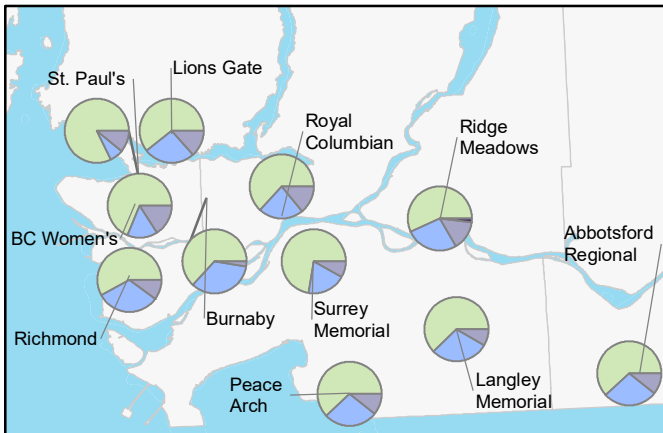 Lions Gate
St. Paul's
Royal
Columbian
Ridge
Meadows
BC Women's
Abbotsford
Regional
Richmond
Burnaby
Surrey
Memorial
Peace
Arch
Langley
Memorial